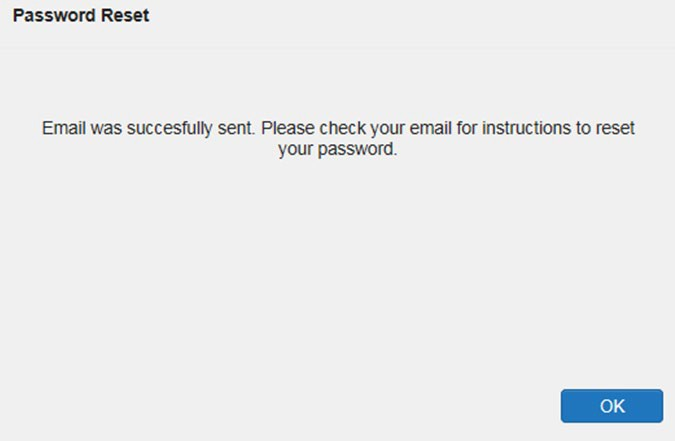 Password Reset
Email was succesfully sent. Please check your email for instructions to reset
your password.
OK